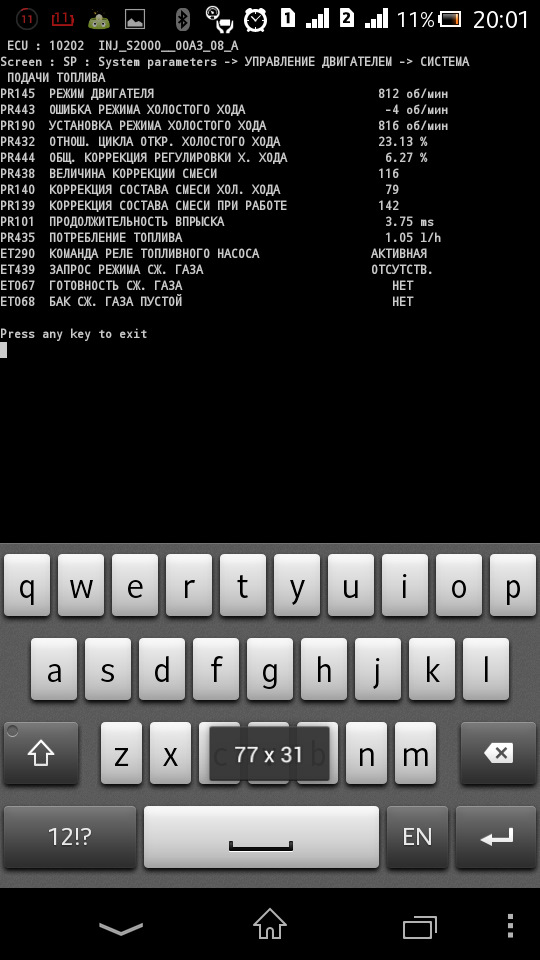 11 11 1 2 11% 20:01
ECU : 10202 INJ_S2000__00A3_08_A
Screen : SP : System parameters -> УПРАВЛЕНИЕ ДВИГАТЕЛЕМ -> СИСТЕМА
ПОДАЧИ ТОПЛИВА
PR145 РЕЖИМ ДВИГАТЕЛЯ 812 об/мин
PR443 ОШИБКА РЕЖИМА ХОЛОСТОГО ХОДА -4 об/мин
PR190 УСТАНОВКА РЕЖИМА ХОЛОСТОГО ХОДА 816 об/мин
PR432 ОТНОШ. ЦИКЛА ОТКР. ХОЛОСТОГО ХОДА 23.13 %
PR444 ОБЩ. КОРРЕКЦИЯ РЕГУЛИРОВКИ Х. ХОДА 6.27 %
PR438 ВЕЛИЧИНА КОРРЕКЦИИ СМЕСИ 116
PR140 КОРРЕКЦИЯ СОСТАВА СМЕСИ ХОЛ. ХОДА 79
PR139 КОРРЕКЦИЯ СОСТАВА СМЕСИ ПРИ РАБОТЕ 142
PR101 ПРОДОЛЖИТЕЛЬНОСТЬ ВПРЫСКА 3.75 ms
PR435 ПОТРЕБЛЕНИЕ ТОПЛИВА 1.05 l/h
ET290 КОМАНДА РЕЛЕ ТОПЛИВНОГО НАСОСА АКТИВНАЯ
ET439 ЗАПРОС РЕЖИМА СЖ. ГАЗА ОТСУТСТВ.
ET067 ГОТОВНОСТЬ СЖ. ГАЗА НЕТ
ET068 БАК СЖ. ГАЗА ПУСТОЙ НЕТ
Press any key to exit
q w e r t y u i o p
a s d f g h j k l
z x c b n m
77 x 31
12!? EN